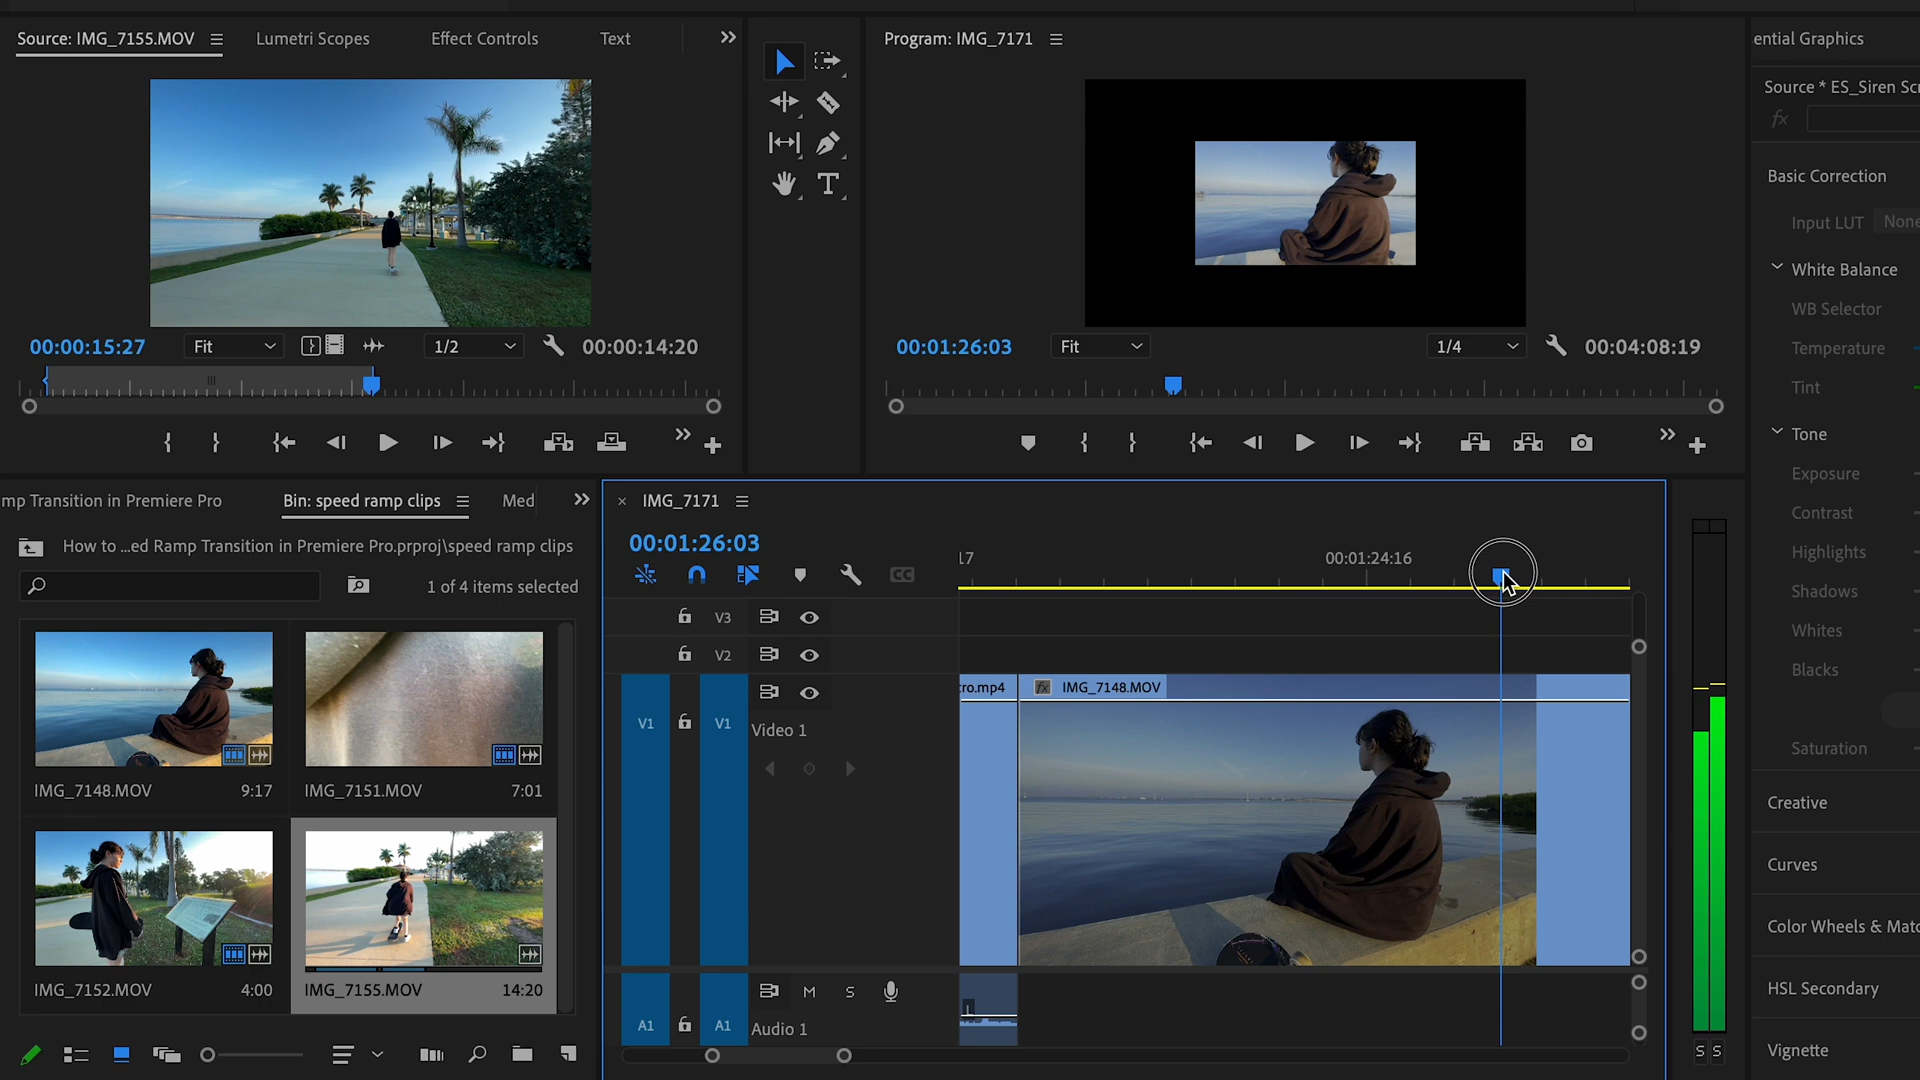 Source: IMG_7155.MOV
Lumetri Scopes
Effect Controls
Text
Program: IMG_7171
ential Graphics
Source * ES_Siren Scr
fx
Basic Correction
Input LUT
None
White Balance
WB Selector
Temperature
Tint
00:00:15:27
Fit
1/2
00:00:14:20
00:01:26:03
Fit
1/4
00:04:08:19
Tone
Exposure
Contrast
Highlights
Shadows
Whites
Blacks
Saturation
Creative
Curves
Color Wheels & Matc
HSL Secondary
Vignette
mp Transition in Premiere Pro
Bin: speed ramp clips
Med
How to ...ed Ramp Transition in Premiere Pro.prproj\speed ramp clips
1 of 4 items selected
IMG_7148.MOV
9:17
IMG_7151.MOV
7:01
IMG_7152.MOV
4:00
IMG_7155.MOV
14:20
IMG_7171
00:01:26:03
CC
:17
00:01:24:16
V3
V2
V1
V1
Video 1
A1
A1
M
S
Audio 1
tro.mp4
fx
IMG_7148.MOV
L
S
S
T